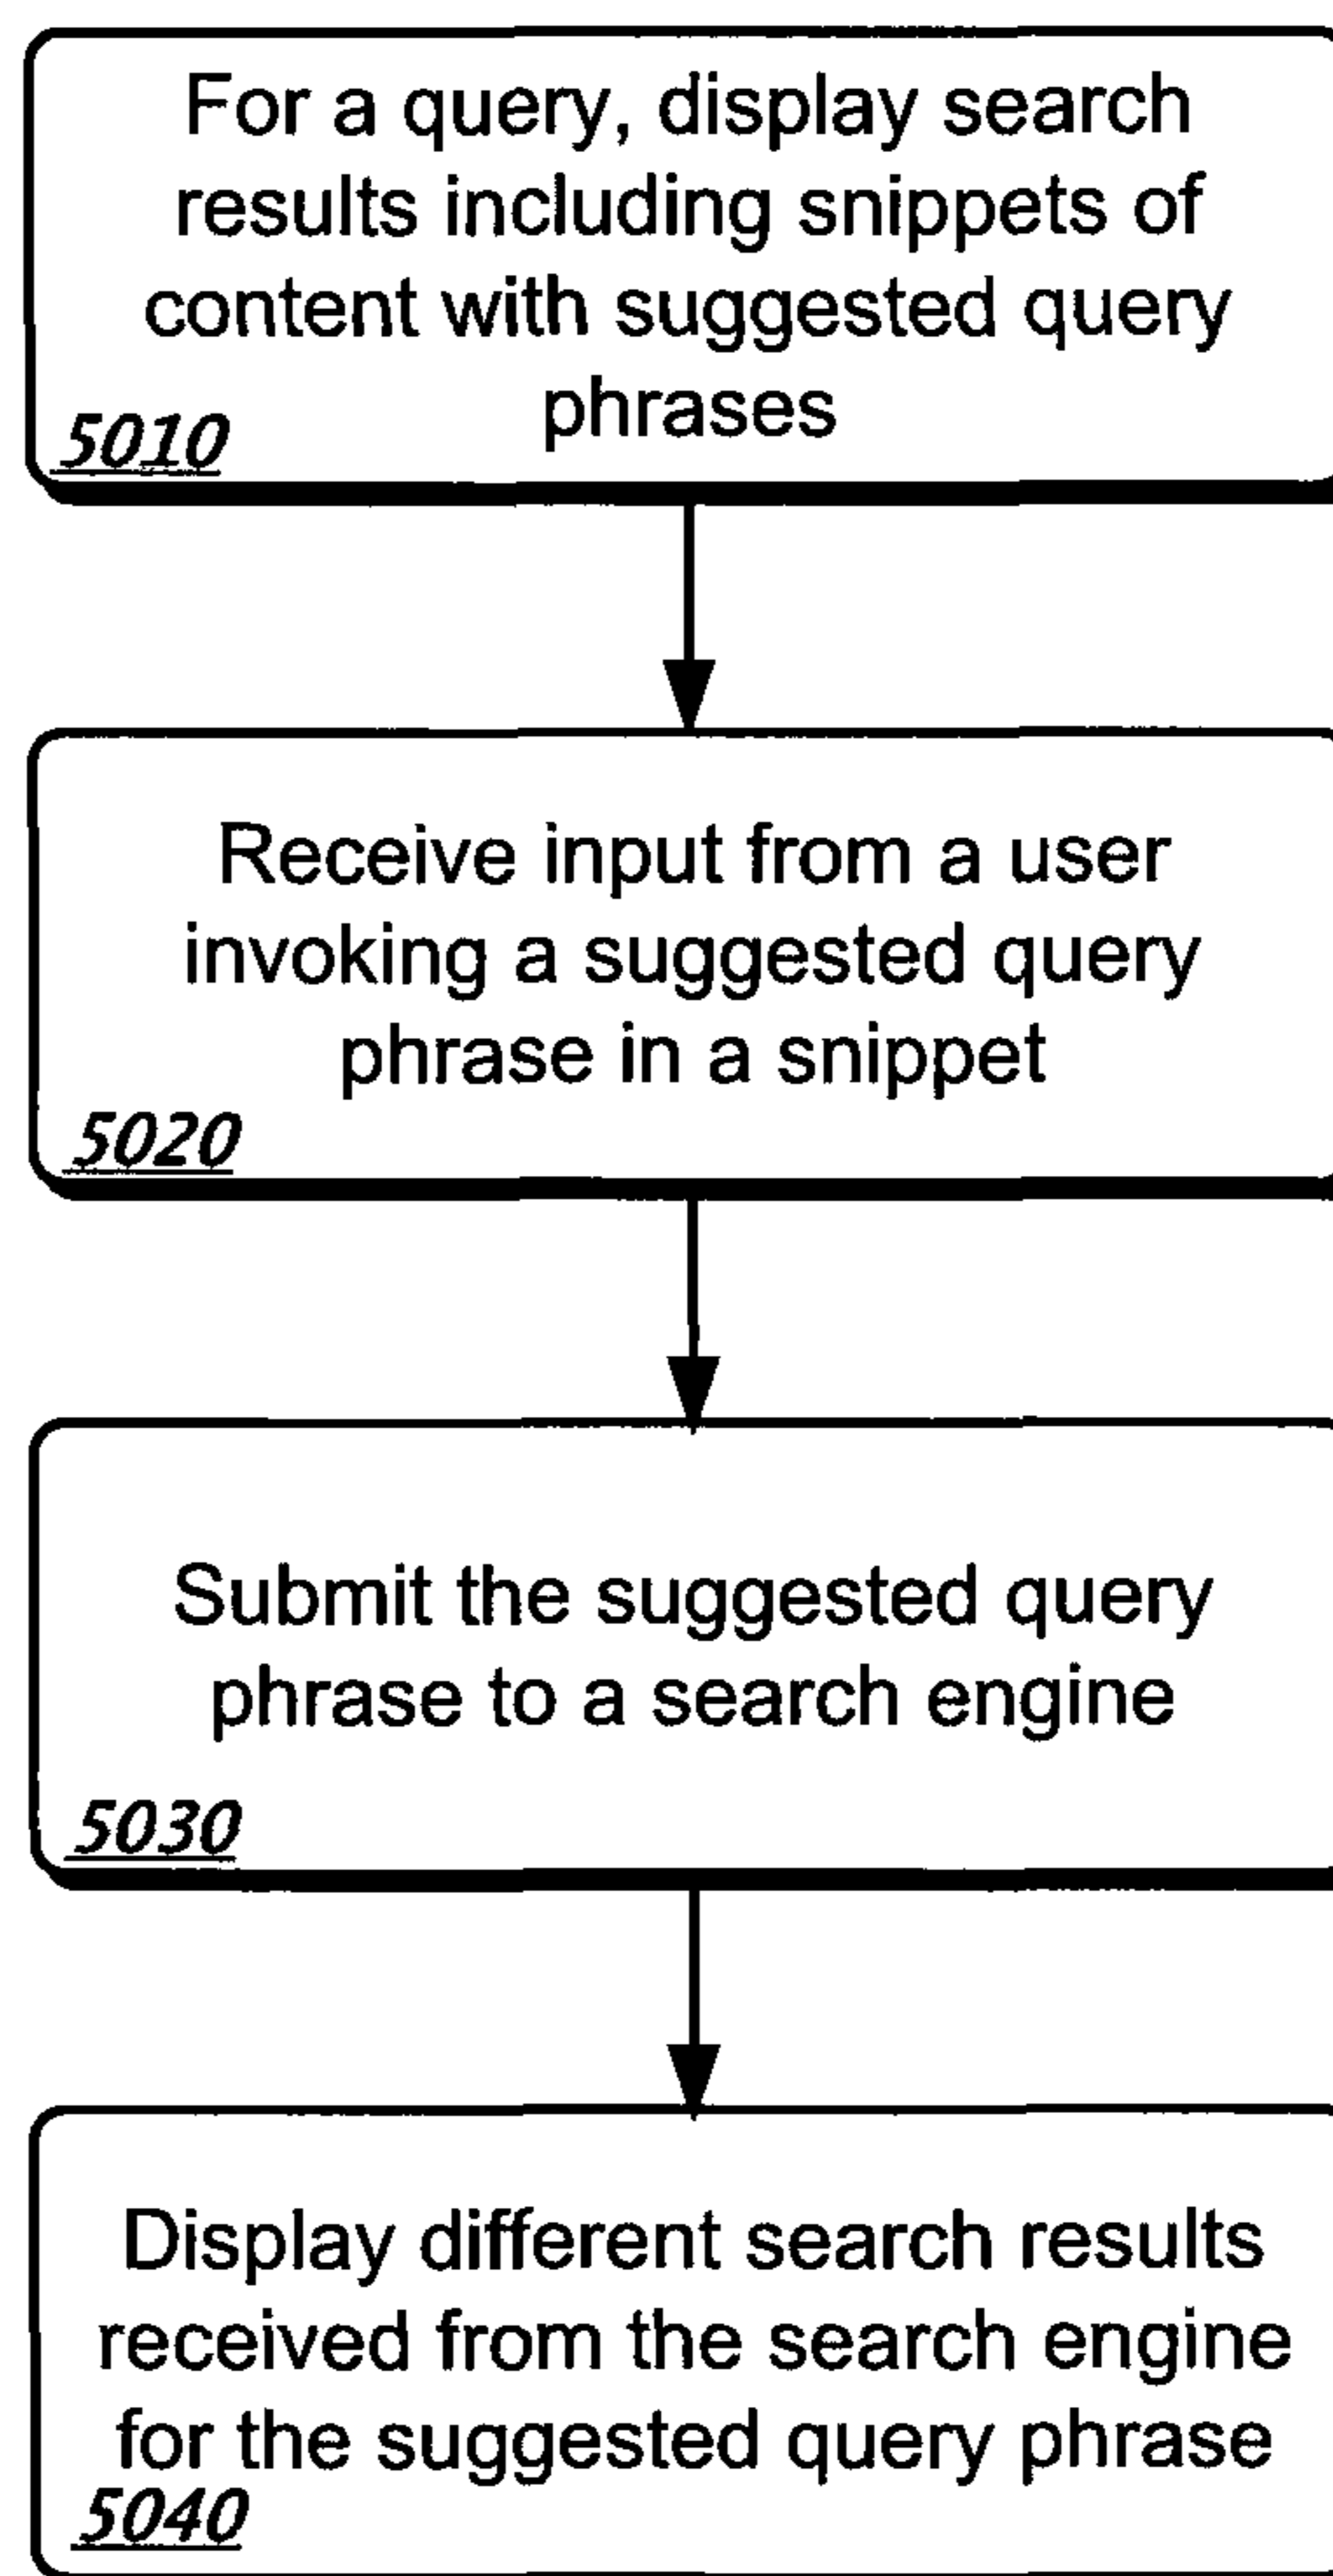 For a query, display search
results including snippets of
content with suggested query
phrases
5010
Receive input from a user
invoking a suggested query
phrase in a snippet
5020
Submit the suggested query
phrase to a search engine
5030
Display different search results
received from the search engine
for the suggested query phrase
5040